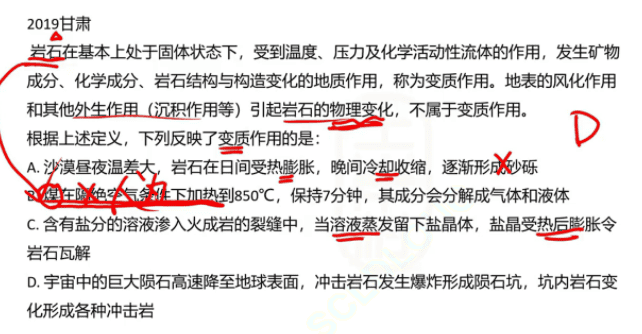 2019甘肃
岩石在基本上处于固体状态下，受到温度、压力及化学活动性流体的作用，发生矿物
成分、化学成分、岩石结构与构造变化的地质作用，称为变质作用。地表的风化作用
和其他外生作用（沉积作用等）引起岩石的物理变化，不属于变质作用。
根据上述定义，下列反映了变质作用的是：
D
A. 沙漠昼夜温差大，岩石在日间受热膨胀，晚间冷却收缩，逐渐形成砂砾
B. 煤在隔绝空气条件下加热到850℃，保持7分钟，其成分会分解成气体和液体
C. 含有盐分的溶液渗入火成岩的裂缝中，当溶液蒸发留下盐晶体，盐晶受热后膨胀令
岩石瓦解
D. 宇宙中的巨大陨石高速降至地球表面，冲击岩石发生爆炸形成陨石坑，坑内岩石变
化形成各种冲击岩